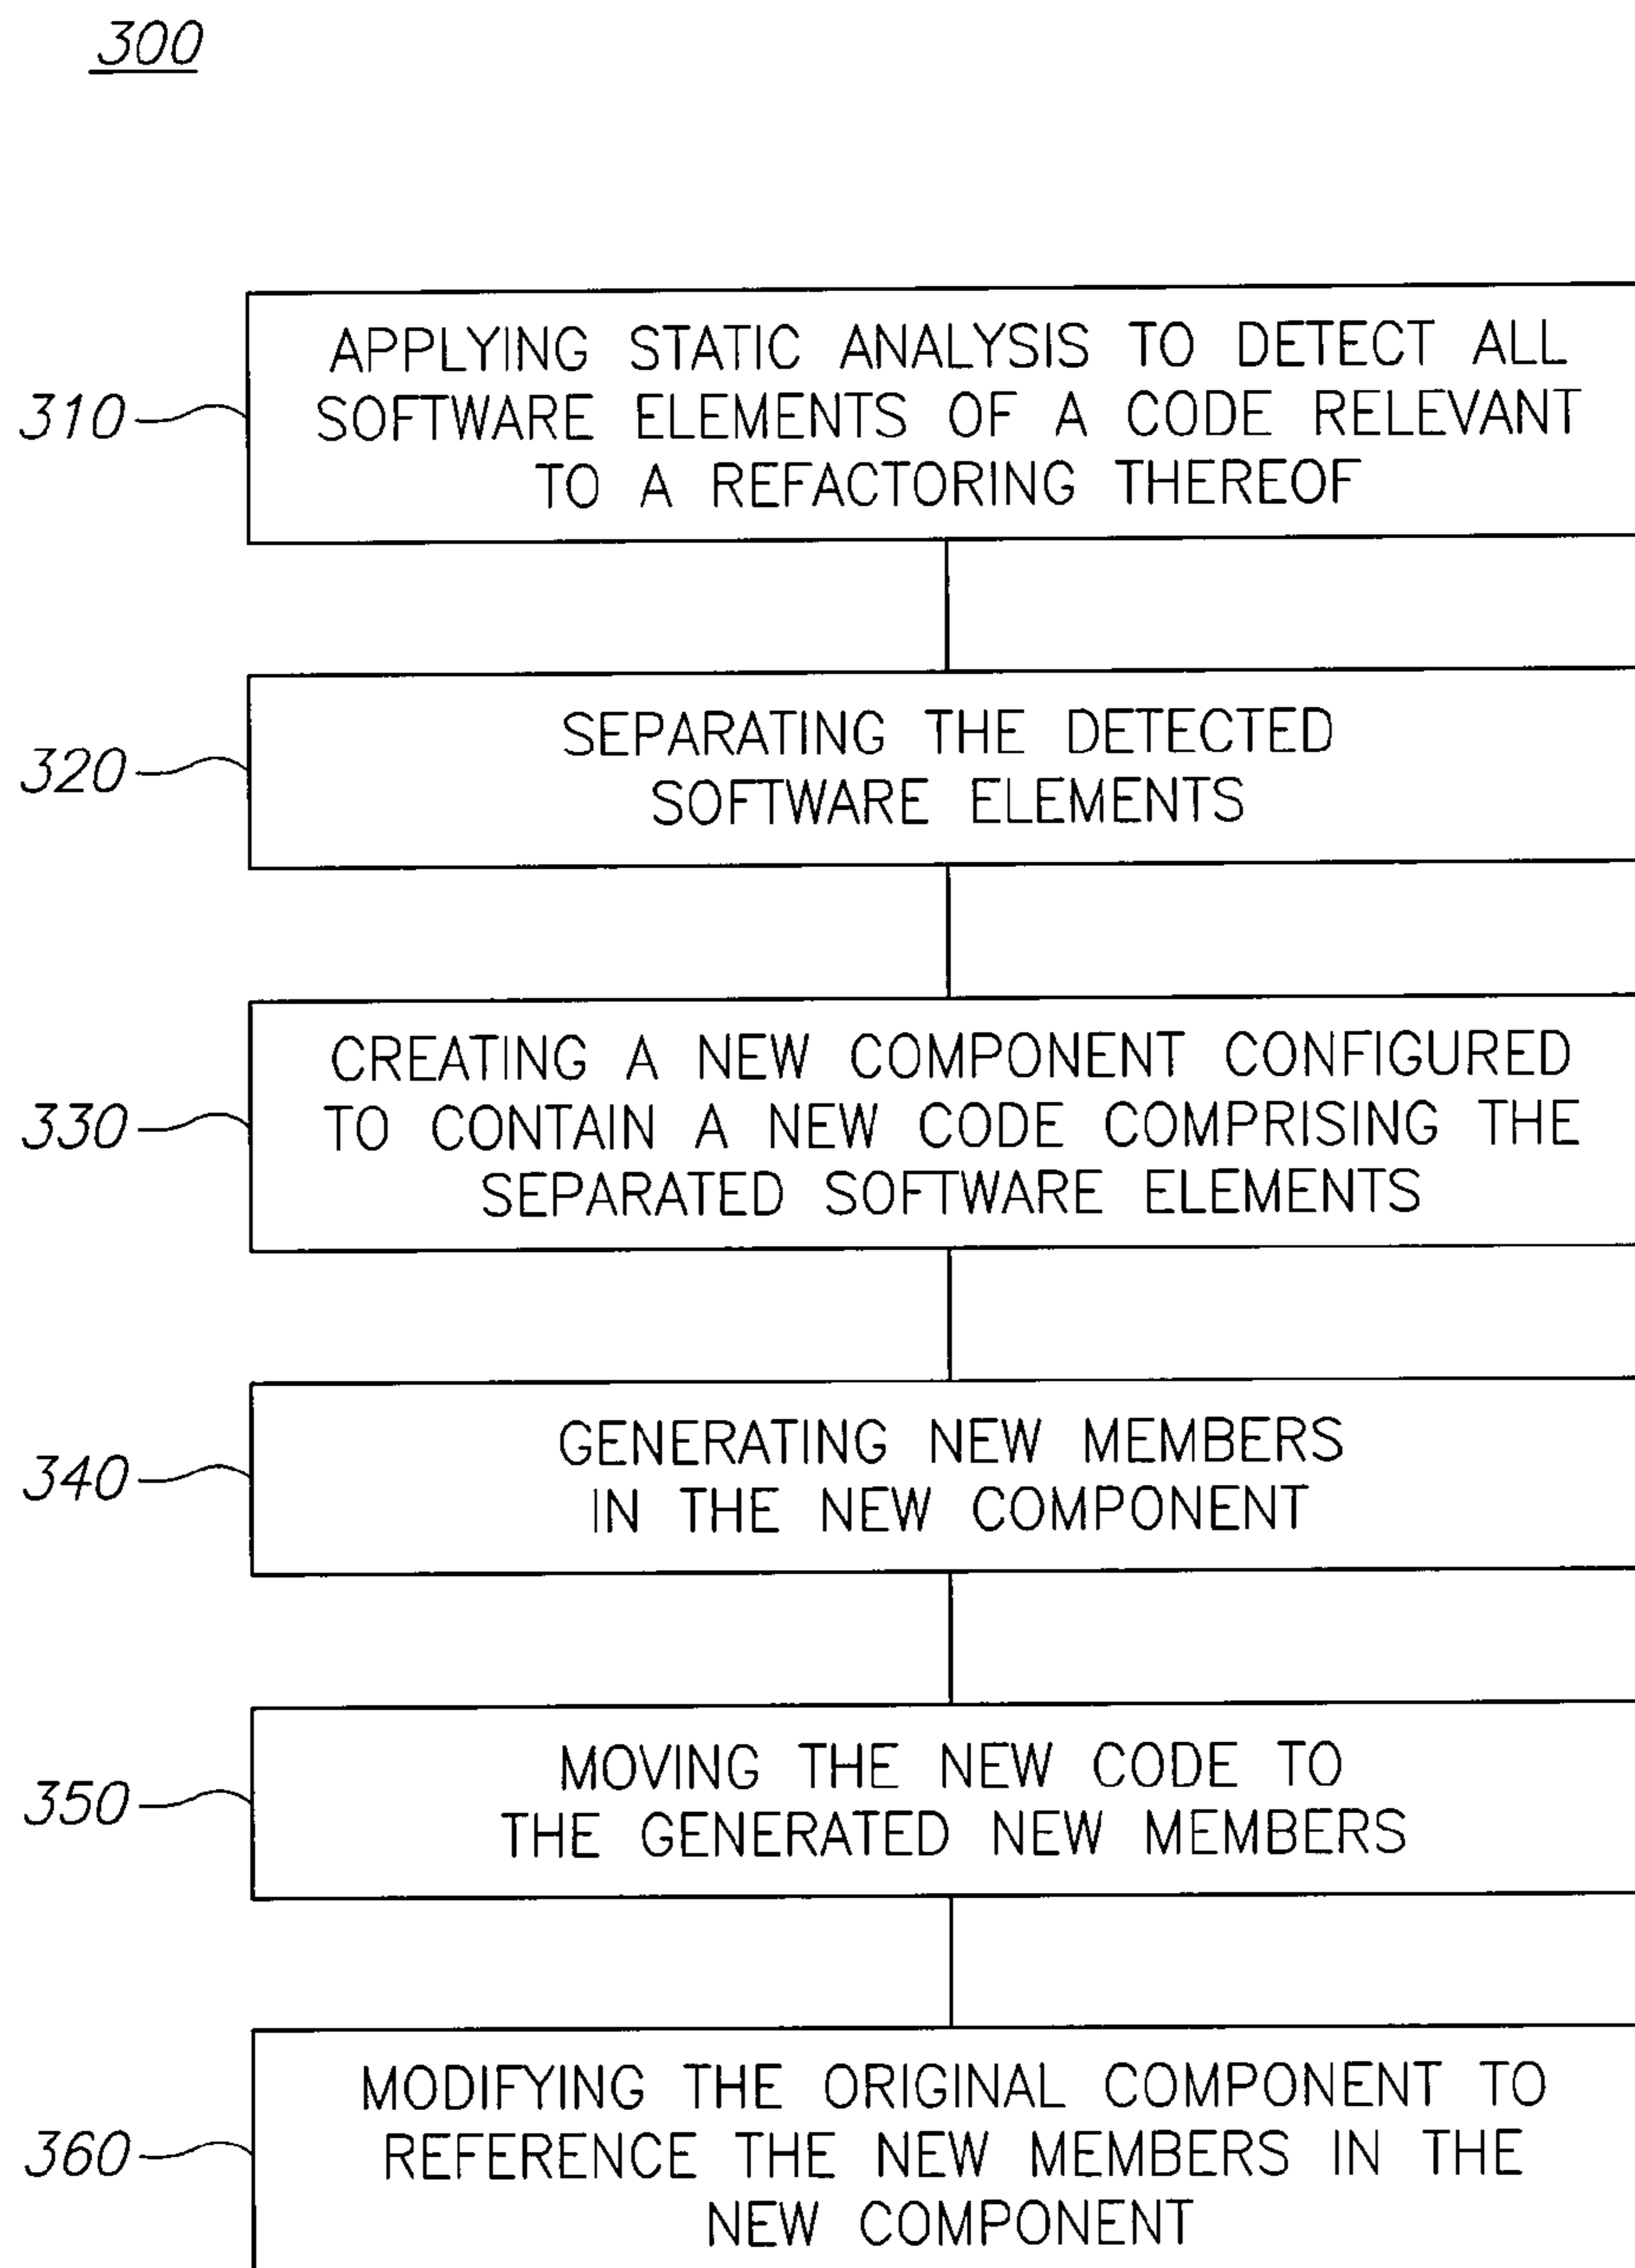 300
310
APPLYING STATIC ANALYSIS TO DETECT ALL
SOFTWARE ELEMENTS OF A CODE RELEVANT
TO A REFACTORING THEREOF
320
SEPARATING THE DETECTED
SOFTWARE ELEMENTS
330
CREATING A NEW COMPONENT CONFIGURED
TO CONTAIN A NEW CODE COMPRISING THE
SEPARATED SOFTWARE ELEMENTS
340
GENERATING NEW MEMBERS
IN THE NEW COMPONENT
350
MOVING THE NEW CODE TO
THE GENERATED NEW MEMBERS
360
MODIFYING THE ORIGINAL COMPONENT TO
REFERENCE THE NEW MEMBERS IN THE
NEW COMPONENT